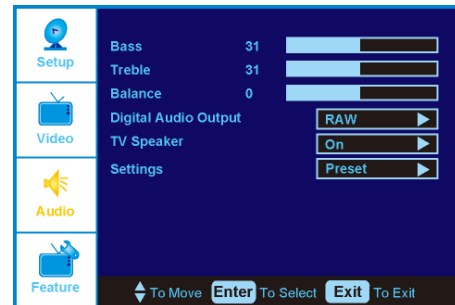 Setup
Video
Audio
Feature
Bass 31
Treble 31
Balance 0
Digital Audio Output RAW
TV Speaker On
Settings Preset
To Move Enter To Select Exit To Exit